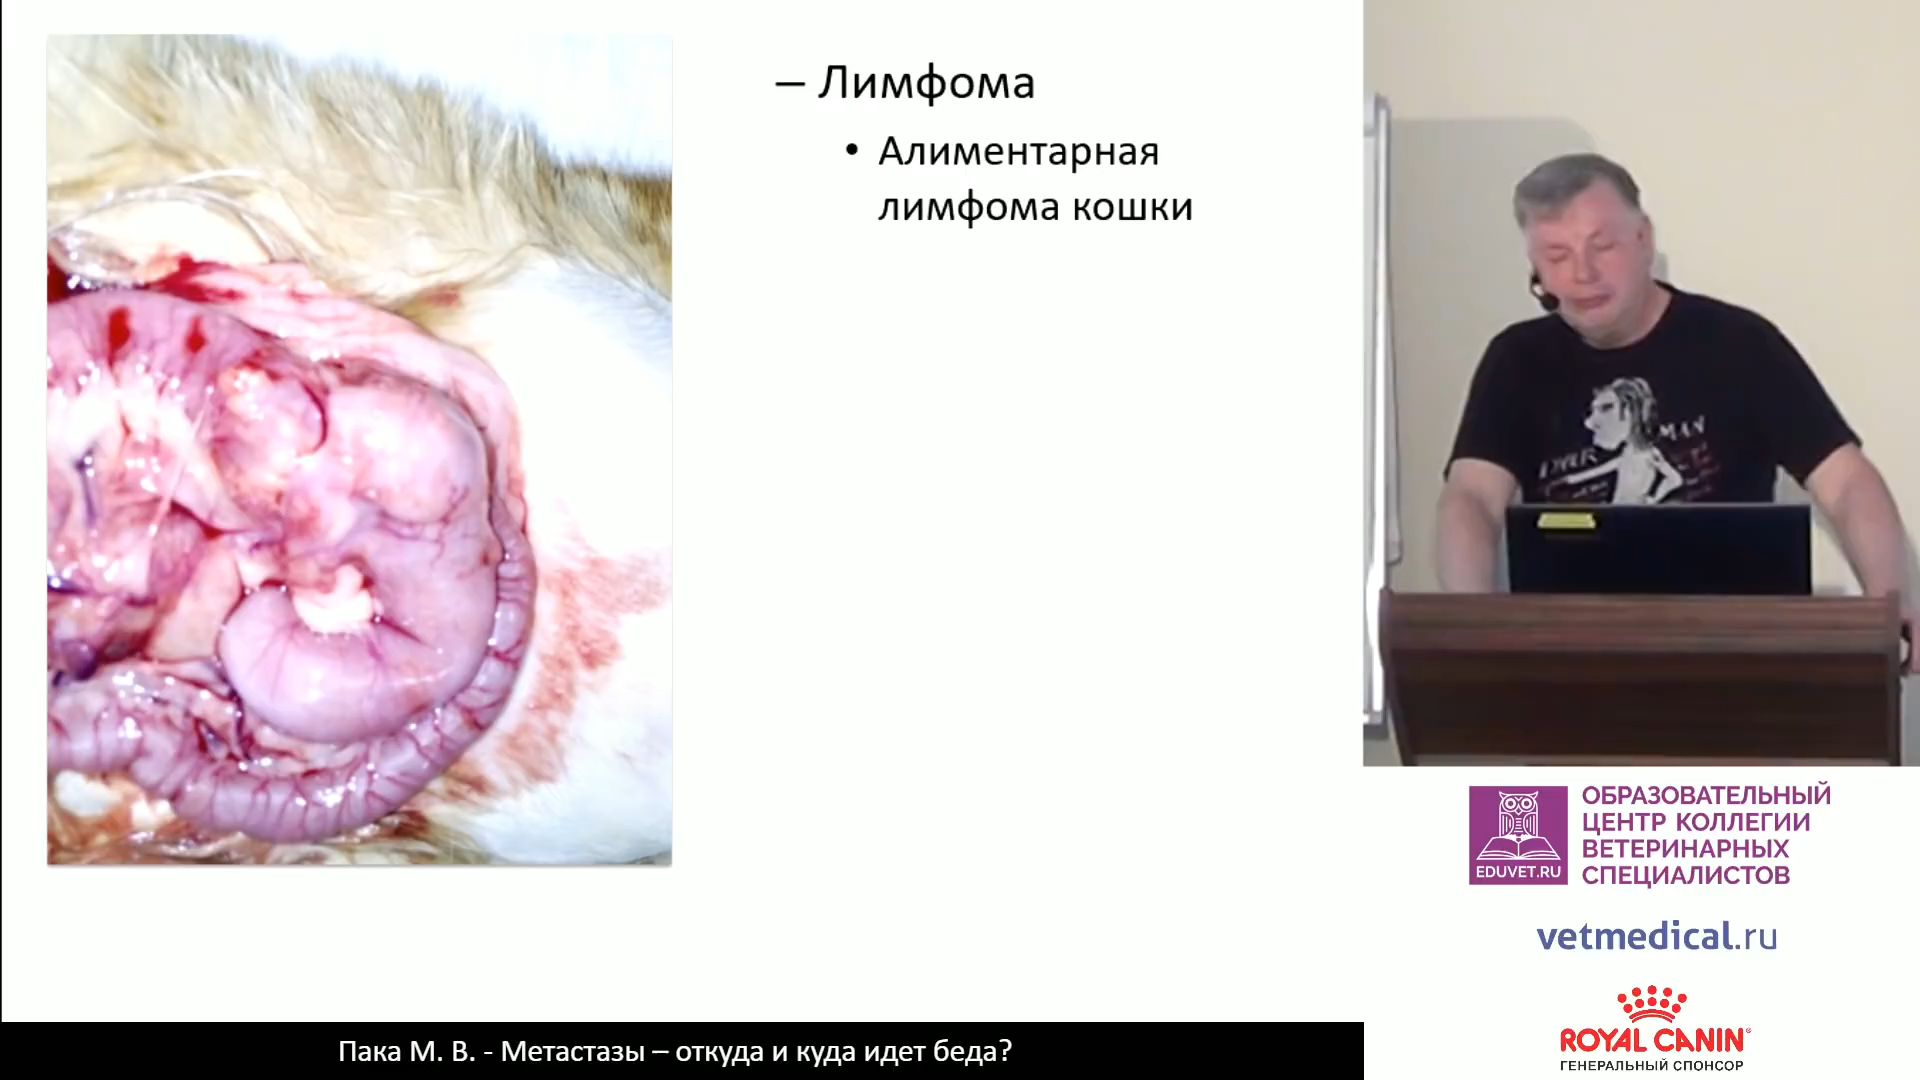 – Лимфома
• Алиментарная
лимфома кошки
MAN
EDUVET.RU
ОБРАЗОВАТЕЛЬНЫЙ
ЦЕНТР КОЛЛЕГИИ
ВЕТЕРИНАРНЫХ
СПЕЦИАЛИСТОВ
vetmedical.ru
ROYAL CANIN®
ГЕНЕРАЛЬНЫЙ СПОНСОР
Пака М. В. - Метастазы – откуда и куда идет беда?